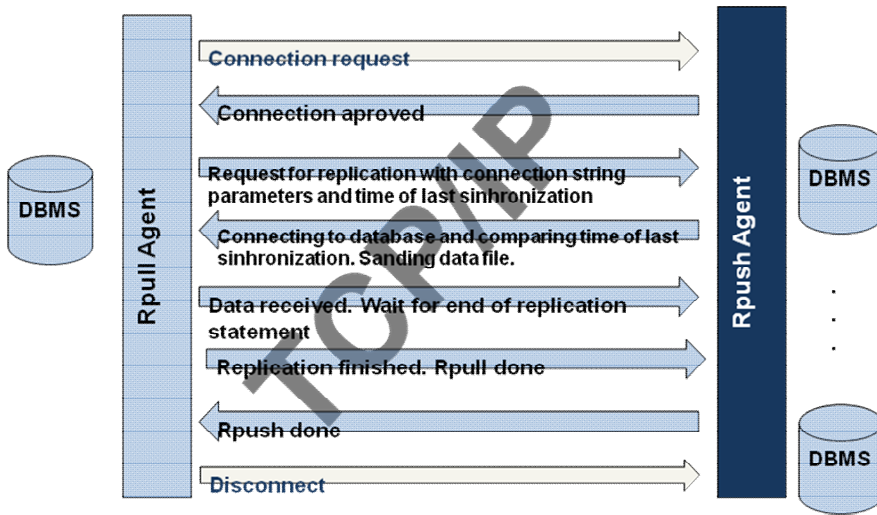 Connection request
Connection aproved
Request for replication with connection string
parameters and time of last sinhronization
Connecting to database and comparing time of last
sinhronization. Sanding data file.
Data received. Wait for end of replication
statement
Replication finished. Rpull done
Rpush done
Disconnect
DBMS
Rpull Agent
TCP/IP
Rpush Agent
DBMS
.
.
.
DBMS